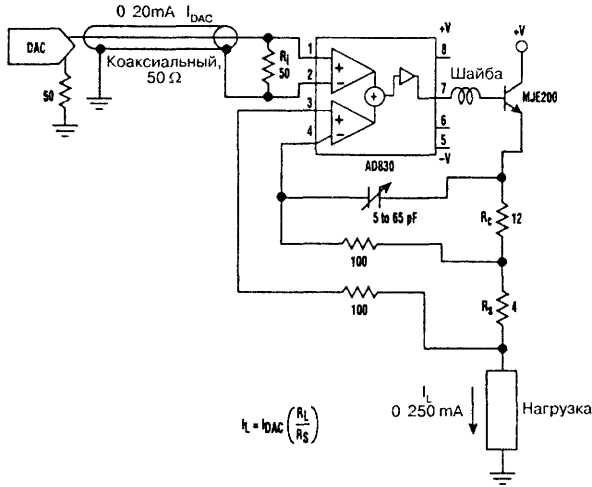 0 20mA I_DAC
DAC
Коаксиальный,
50 Ω
50
R_i
50
1
2
3
4
+
−
+
−
+
+V
8
7
6
5
−V
AD830
Шайба
+V
MJE200
5 to 65 pF
R_C 12
100
R_S 4
100
I_L
0 250 mA
Нагрузка
I_L = I_DAC (R_L / R_S)